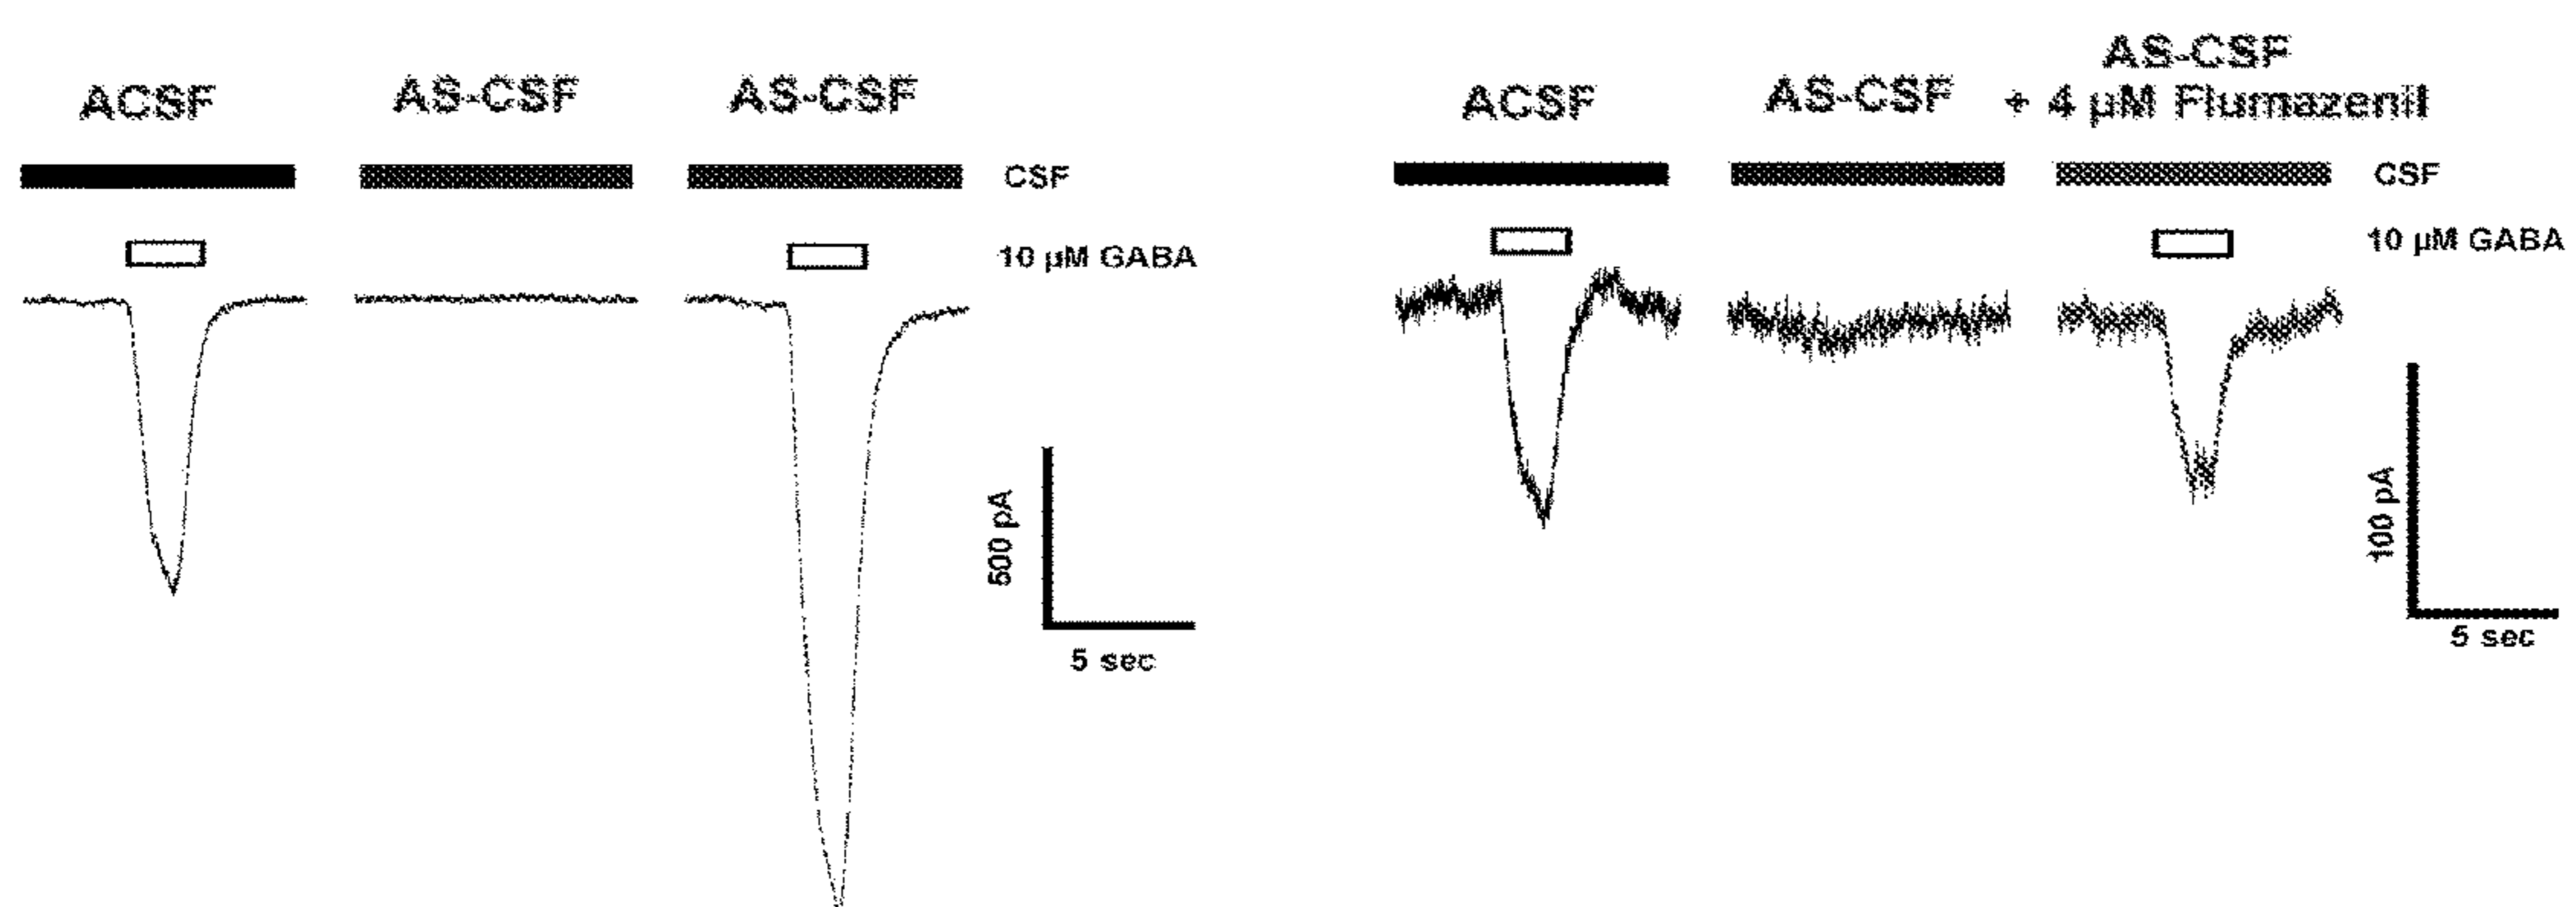 ACSF
AS-CSF
AS-CSF
CSF
10 µM GABA
500 pA
5 sec
ACSF
AS-CSF
AS-CSF
+ 4 µM Flumazenil
CSF
10 µM GABA
100 pA
5 sec